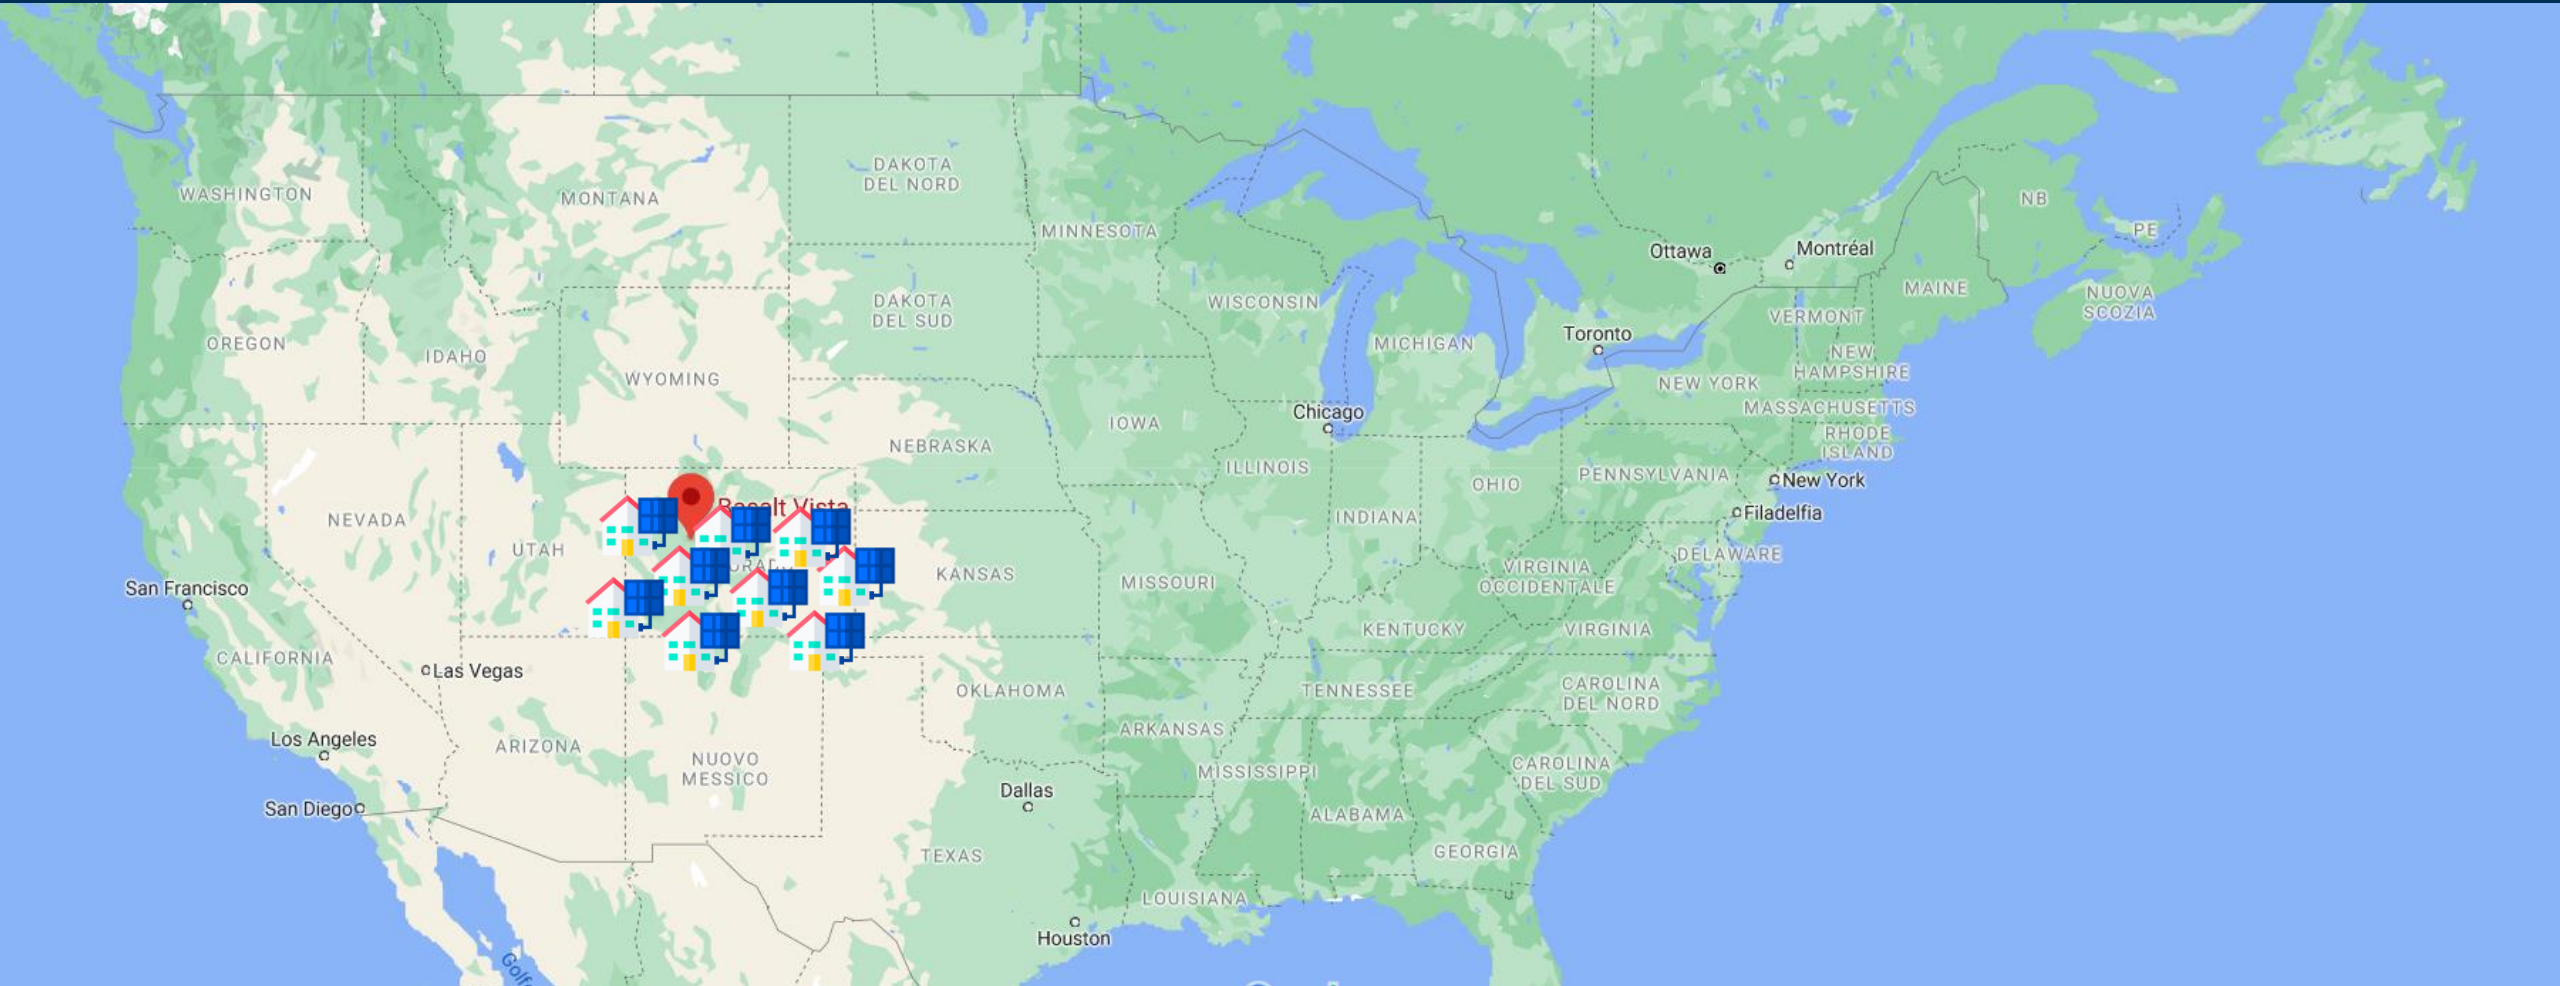 WASHINGTON
MONTANA
DAKOTA
DEL NORD
MINNESOTA
NB
PE
Ottawa
Montréal
MAINE
NUOVA
SCOZIA
OREGON
IDAHO
WYOMING
DAKOTA
DEL SUD
WISCONSIN
MICHIGAN
Toronto
VERMONT
NEW
HAMPSHIRE
NEW YORK
MASSACHUSETTS
RHODE
ISLAND
Chicago
IOWA
NEBRASKA
ILLINOIS
OHIO
PENNSYLVANIA
New York
Filadelfia
Basalt Vista
NEVADA
UTAH
KANSAS
MISSOURI
INDIANA
DELAWARE
VIRGINIA
OCCIDENTALE
San Francisco
KENTUCKY
VIRGINIA
CALIFORNIA
Las Vegas
OKLAHOMA
TENNESSEE
CAROLINA
DEL NORD
Los Angeles
ARIZONA
NUOVO
MESSICO
ARKANSAS
MISSISSIPPI
CAROLINA
DEL SUD
San Diego
Dallas
ALABAMA
TEXAS
GEORGIA
LOUISIANA
Houston